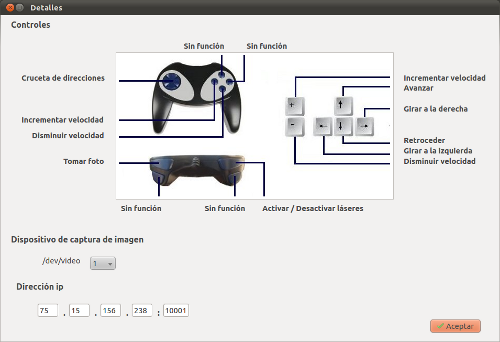 Detalles
Controles
Sin función Sin función
Cruceta de direcciones
Incrementar velocidad
Disminuir velocidad
Tomar foto
Sin función Sin función Activar / Desactivar láseres
Incrementar velocidad
Avanzar
Girar a la derecha
Retroceder
Girar a la izquierda
Disminuir velocidad
+
-
Dispositivo de captura de imagen
/dev/video 1
Dirección ip
75 . 15 . 156 . 238 : 10001
Aceptar